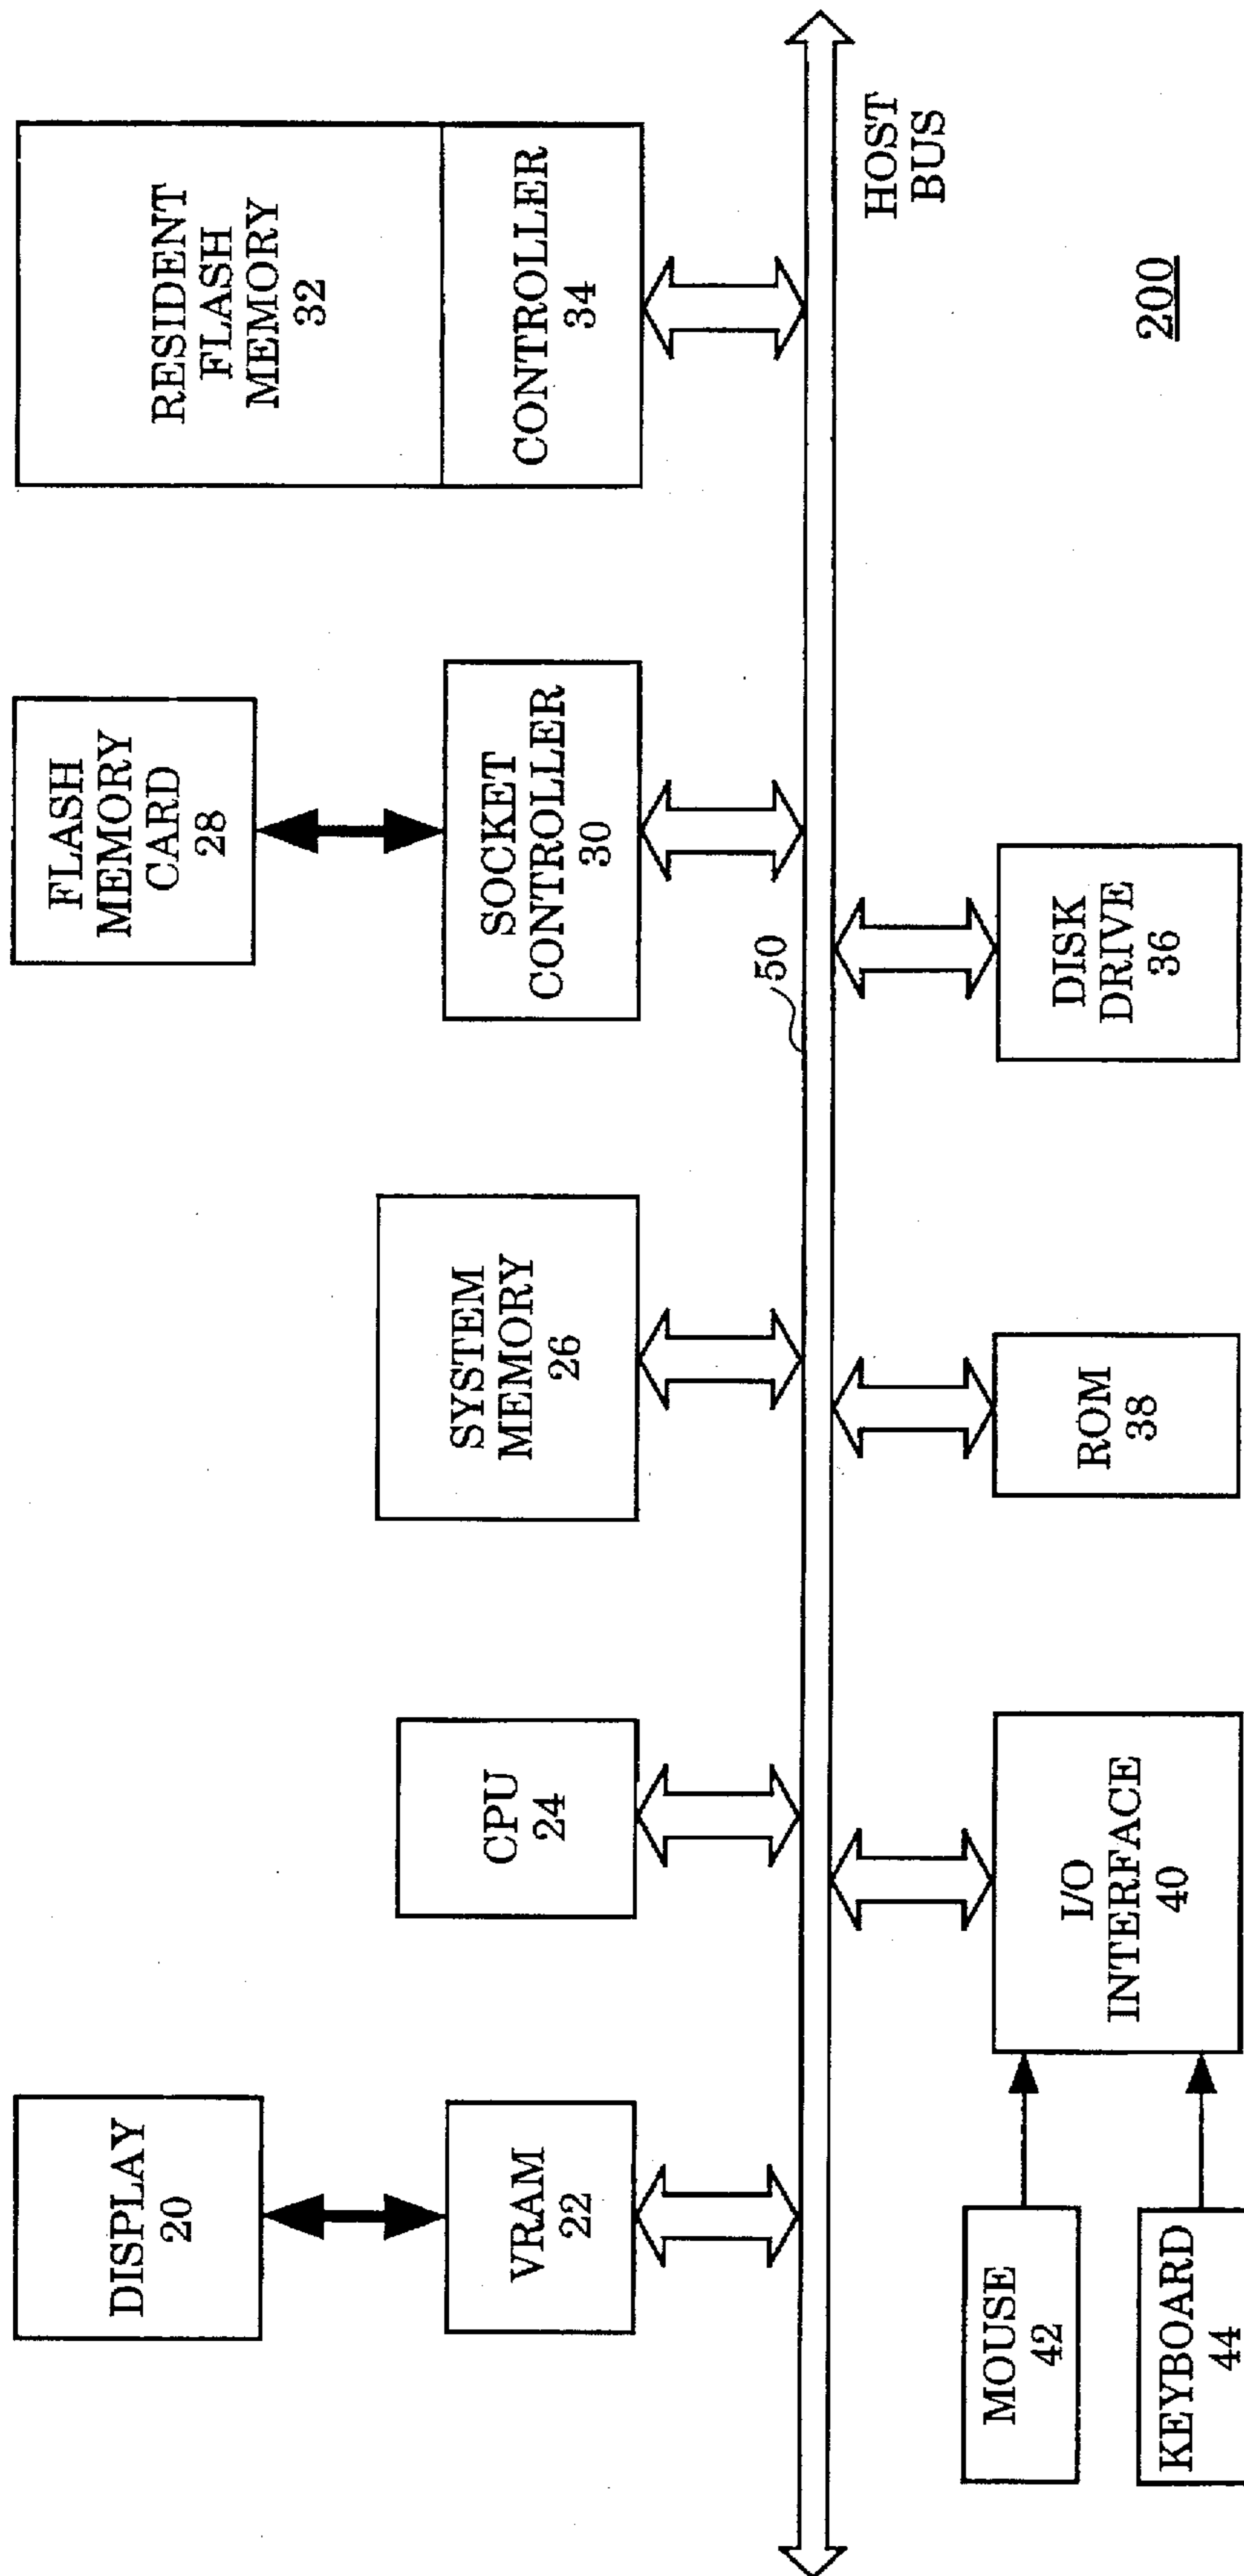 DISPLAY
20
VRAM
22
CPU
24
SYSTEM
MEMORY
26
FLASH
MEMORY
CARD
28
SOCKET
CONTROLLER
30
RESIDENT
FLASH
MEMORY
32
CONTROLLER
34
50
HOST
BUS
MOUSE
42
KEYBOARD
44
I/O
INTERFACE
40
ROM
38
DISK
DRIVE
36
200